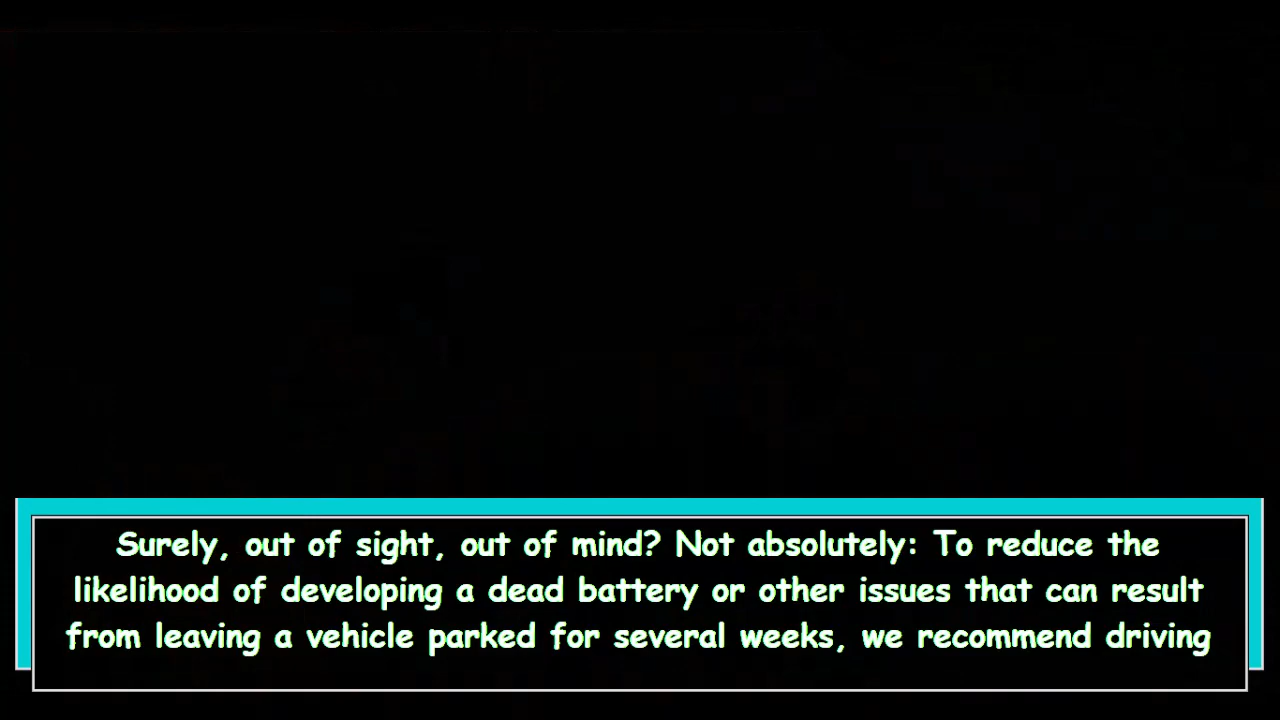 Surely, out of sight, out of mind? Not absolutely: To reduce the
likelihood of developing a dead battery or other issues that can result
from leaving a vehicle parked for several weeks, we recommend driving